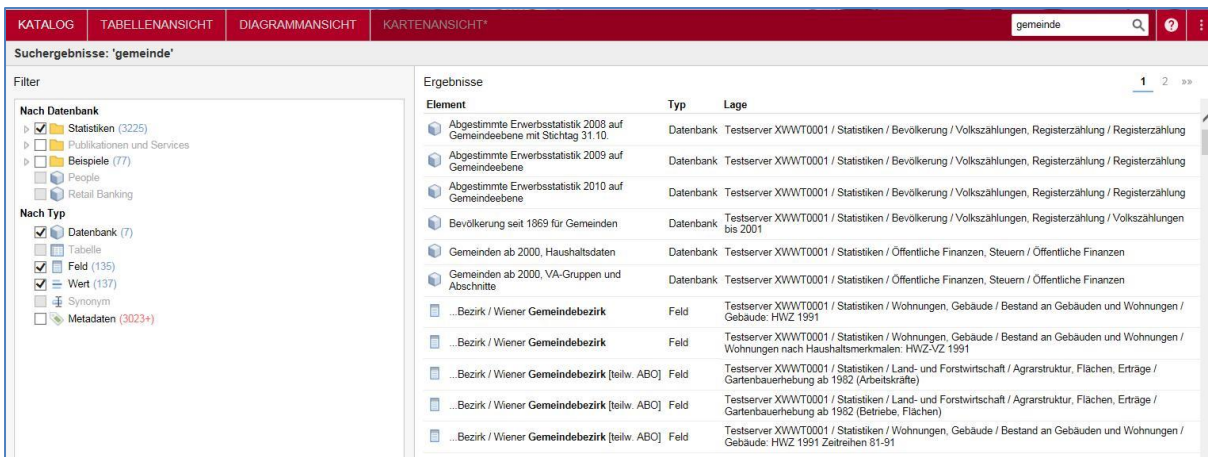 KATALOG TABELLENANSICHT DIAGRAMMANSICHT KARTENANSICHT* gemeinde ?
Suchergebnisse: 'gemeinde'
Filter
Nach Datenbank
Statistiken (3225)
Publikationen und Services
Beispiele (77)
People
Retail Banking
Nach Typ
Datenbank (7)
Tabelle
Feld (135)
Wert (137)
Synonym
Metadaten (3023+)
Ergebnisse 1 2 »»
Element Typ Lage
Abgestimmte Erwerbsstatistik 2008 auf
Gemeindeebene mit Stichtag 31.10. Datenbank Testserver XWWT0001 / Statistiken / Bevölkerung / Volkszählungen, Registerzählung / Registerzählung
Abgestimmte Erwerbsstatistik 2009 auf
Gemeindeebene Datenbank Testserver XWWT0001 / Statistiken / Bevölkerung / Volkszählungen, Registerzählung / Registerzählung
Abgestimmte Erwerbsstatistik 2010 auf
Gemeindeebene Datenbank Testserver XWWT0001 / Statistiken / Bevölkerung / Volkszählungen, Registerzählung / Registerzählung
Bevölkerung seit 1869 für Gemeinden Datenbank Testserver XWWT0001 / Statistiken / Bevölkerung / Volkszählungen, Registerzählung / Volkszählungen
bis 2001
Gemeinden ab 2000, Haushaltsdaten Datenbank Testserver XWWT0001 / Statistiken / Öffentliche Finanzen, Steuern / Öffentliche Finanzen
Gemeinden ab 2000, VA-Gruppen und
Abschnitte Datenbank Testserver XWWT0001 / Statistiken / Öffentliche Finanzen, Steuern / Öffentliche Finanzen
...Bezirk / Wiener Gemeindebezirk Feld Testserver XWWT0001 / Statistiken / Wohnungen, Gebäude / Bestand an Gebäuden und Wohnungen /
Gebäude: HWZ 1991
...Bezirk / Wiener Gemeindebezirk Feld Testserver XWWT0001 / Statistiken / Wohnungen, Gebäude / Bestand an Gebäuden und Wohnungen /
Wohnungen nach Haushaltsmerkmalen: HWZ-VZ 1991
...Bezirk / Wiener Gemeindebezirk [teilw. ABO] Feld Testserver XWWT0001 / Statistiken / Land- und Forstwirtschaft / Agrarstruktur, Flächen, Erträge /
Gartenbauerhebung ab 1982 (Arbeitskräfte)
...Bezirk / Wiener Gemeindebezirk [teilw. ABO] Feld Testserver XWWT0001 / Statistiken / Land- und Forstwirtschaft / Agrarstruktur, Flächen, Erträge /
Gartenbauerhebung ab 1982 (Betriebe, Flächen)
...Bezirk / Wiener Gemeindebezirk [teilw. ABO] Feld Testserver XWWT0001 / Statistiken / Wohnungen, Gebäude / Bestand an Gebäuden und Wohnungen /
Gebäude: HWZ 1991 Zeitreihen 81-91